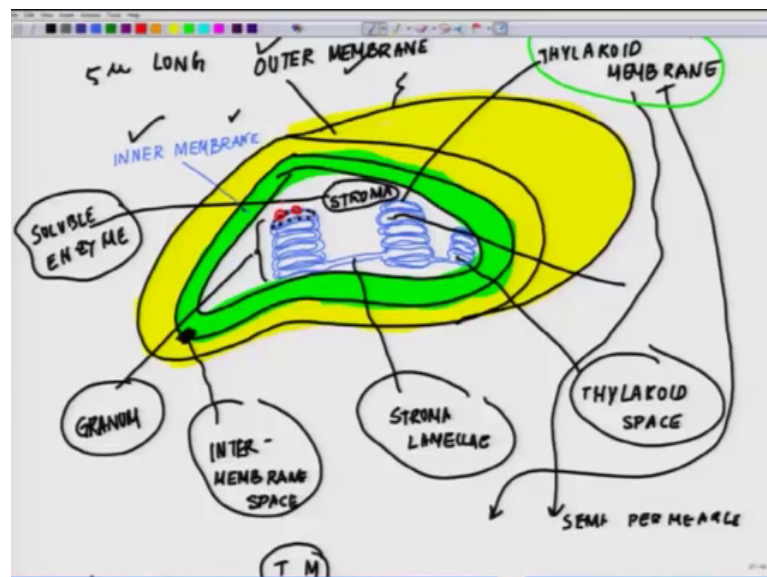 5 μ LONG
OUTER MEMBRANE
THYLAKOID
MEMBRANE
INNER MEMBRANE
STROMA
SOLUBLE
ENZYME
GRANUM
INTER-
MEMBRANE
SPACE
STROMA
LAMELLAE
THYLAKOID
SPACE
SEMI PERMEABLE
T M